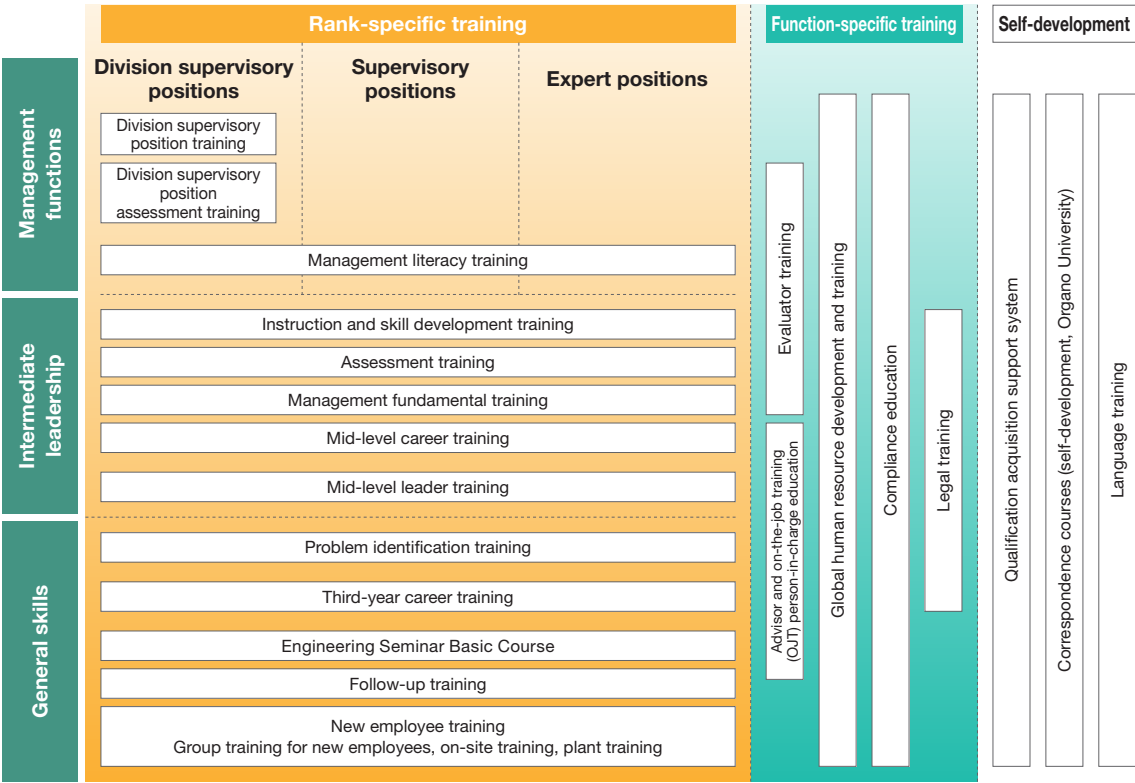 Rank-specific training
Function-specific training
Self-development
Management
functions
Division supervisory
positions
Supervisory
positions
Expert positions
Division supervisory
position training
Division supervisory
position
assessment training
Management literacy training
Intermediate
leadership
Instruction and skill development training
Assessment training
Management fundamental training
Mid-level career training
Mid-level leader training
General skills
Problem identification training
Third-year career training
Engineering Seminar Basic Course
Follow-up training
New employee training
Group training for new employees, on-site training, plant training
Evaluator training
Advisor and on-the-job training
(OUT) person-in-charge education
Global human resource development and training
Compliance education
Legal training
Qualification acquisition support system
Correspondence courses (self-development, Organo University)
Language training